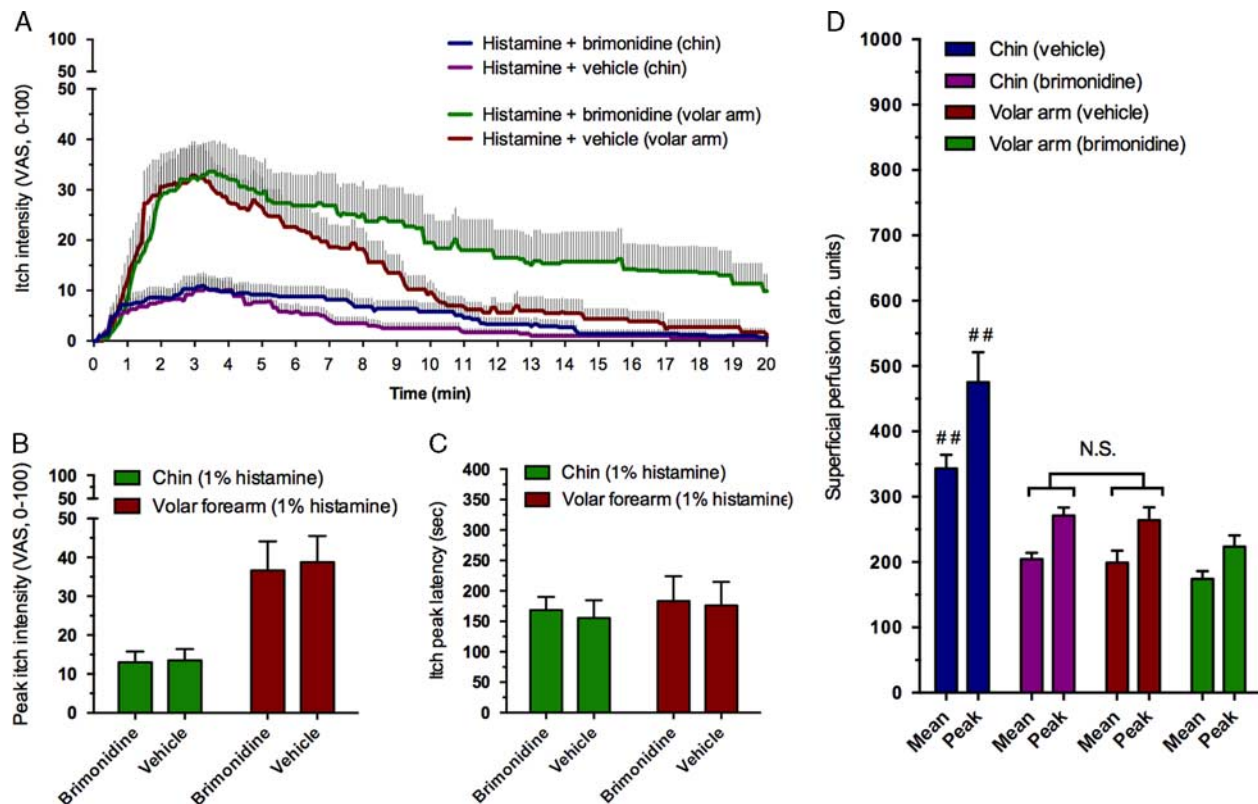 A
Itch intensity (VAS, 0-100)
100
50
50
40
30
20
10
0
Histamine + brimonidine (chin)
Histamine + vehicle (chin)
Histamine + brimonidine (volar arm)
Histamine + vehicle (volar arm)
0 1 2 3 4 5 6 7 8 9 10 11 12 13 14 15 16 17 18 19 20
Time (min)
B
Peak itch intensity (VAS, 0-100)
100
50
50
40
30
20
10
0
Chin (1% histamine)
Volar forearm (1% histamine)
Brimonidine
Vehicle
Brimonidine
Vehicle
C
Itch peak latency (sec)
400
350
300
250
200
150
100
50
0
Chin (1% histamine)
Volar forearm (1% histamine)
Brimonidine
Vehicle
Brimonidine
Vehicle
D
Superficial perfusion (arb. units)
1000
900
800
700
600
500
400
300
200
100
0
Chin (vehicle)
Chin (brimonidine)
Volar arm (vehicle)
Volar arm (brimonidine)
##
##
N.S.
Mean
Peak
Mean
Peak
Mean
Peak
Mean
Peak